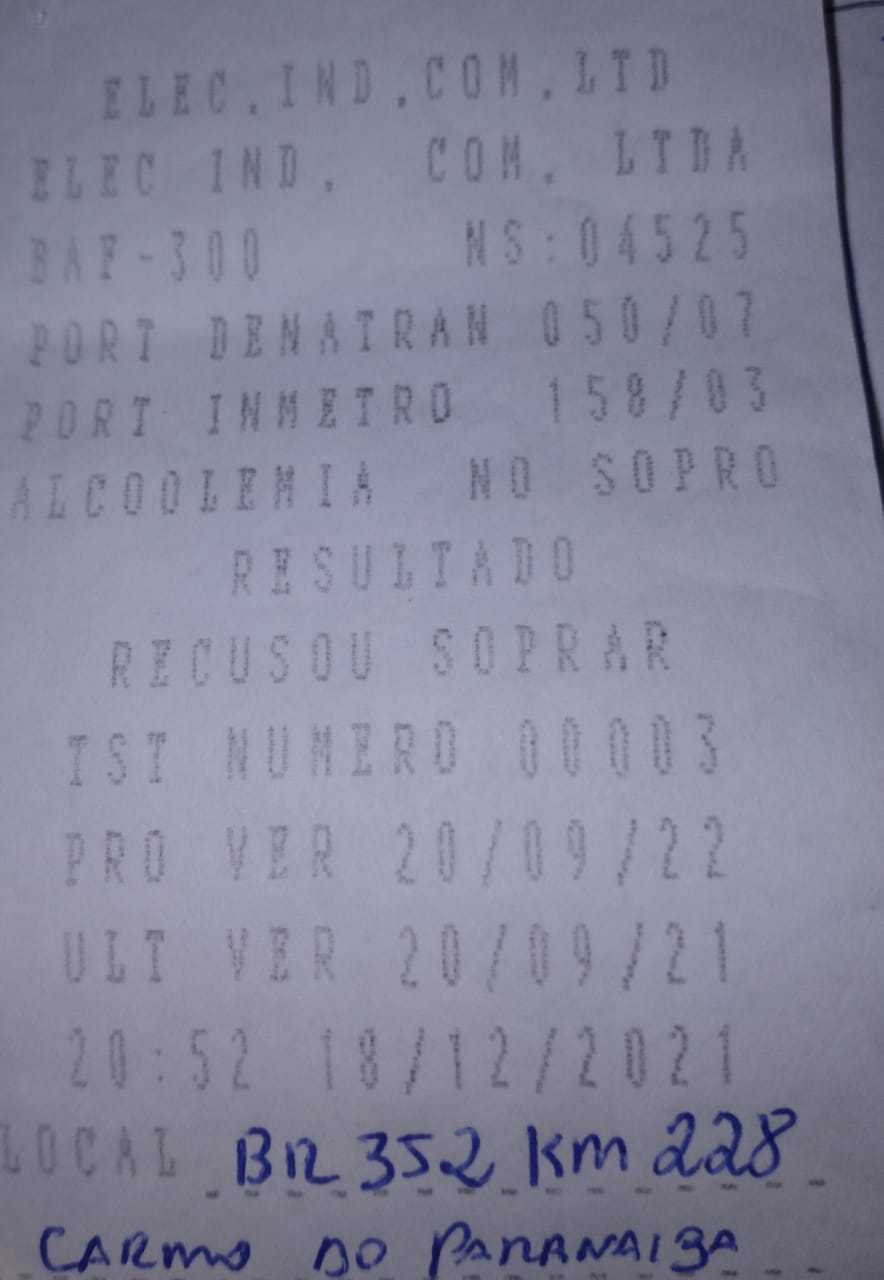 ELEC.IND.COM.LTD
ELEC IND. COM. LTDA
BAF-300 NS:04525
PORT DENATRAN 050/07
PORT INMETRO 158/03
ALCOOLEMIA NO SOPRO
RESULTADO
RECUSOU SOPRAR
TST NUMERO 00003
PRO VER 20/09/22
ULT VER 20/09/21
20:52 18/12/2021
LOCAL BR 352 Km 228
CARMO DO PARANAIBA